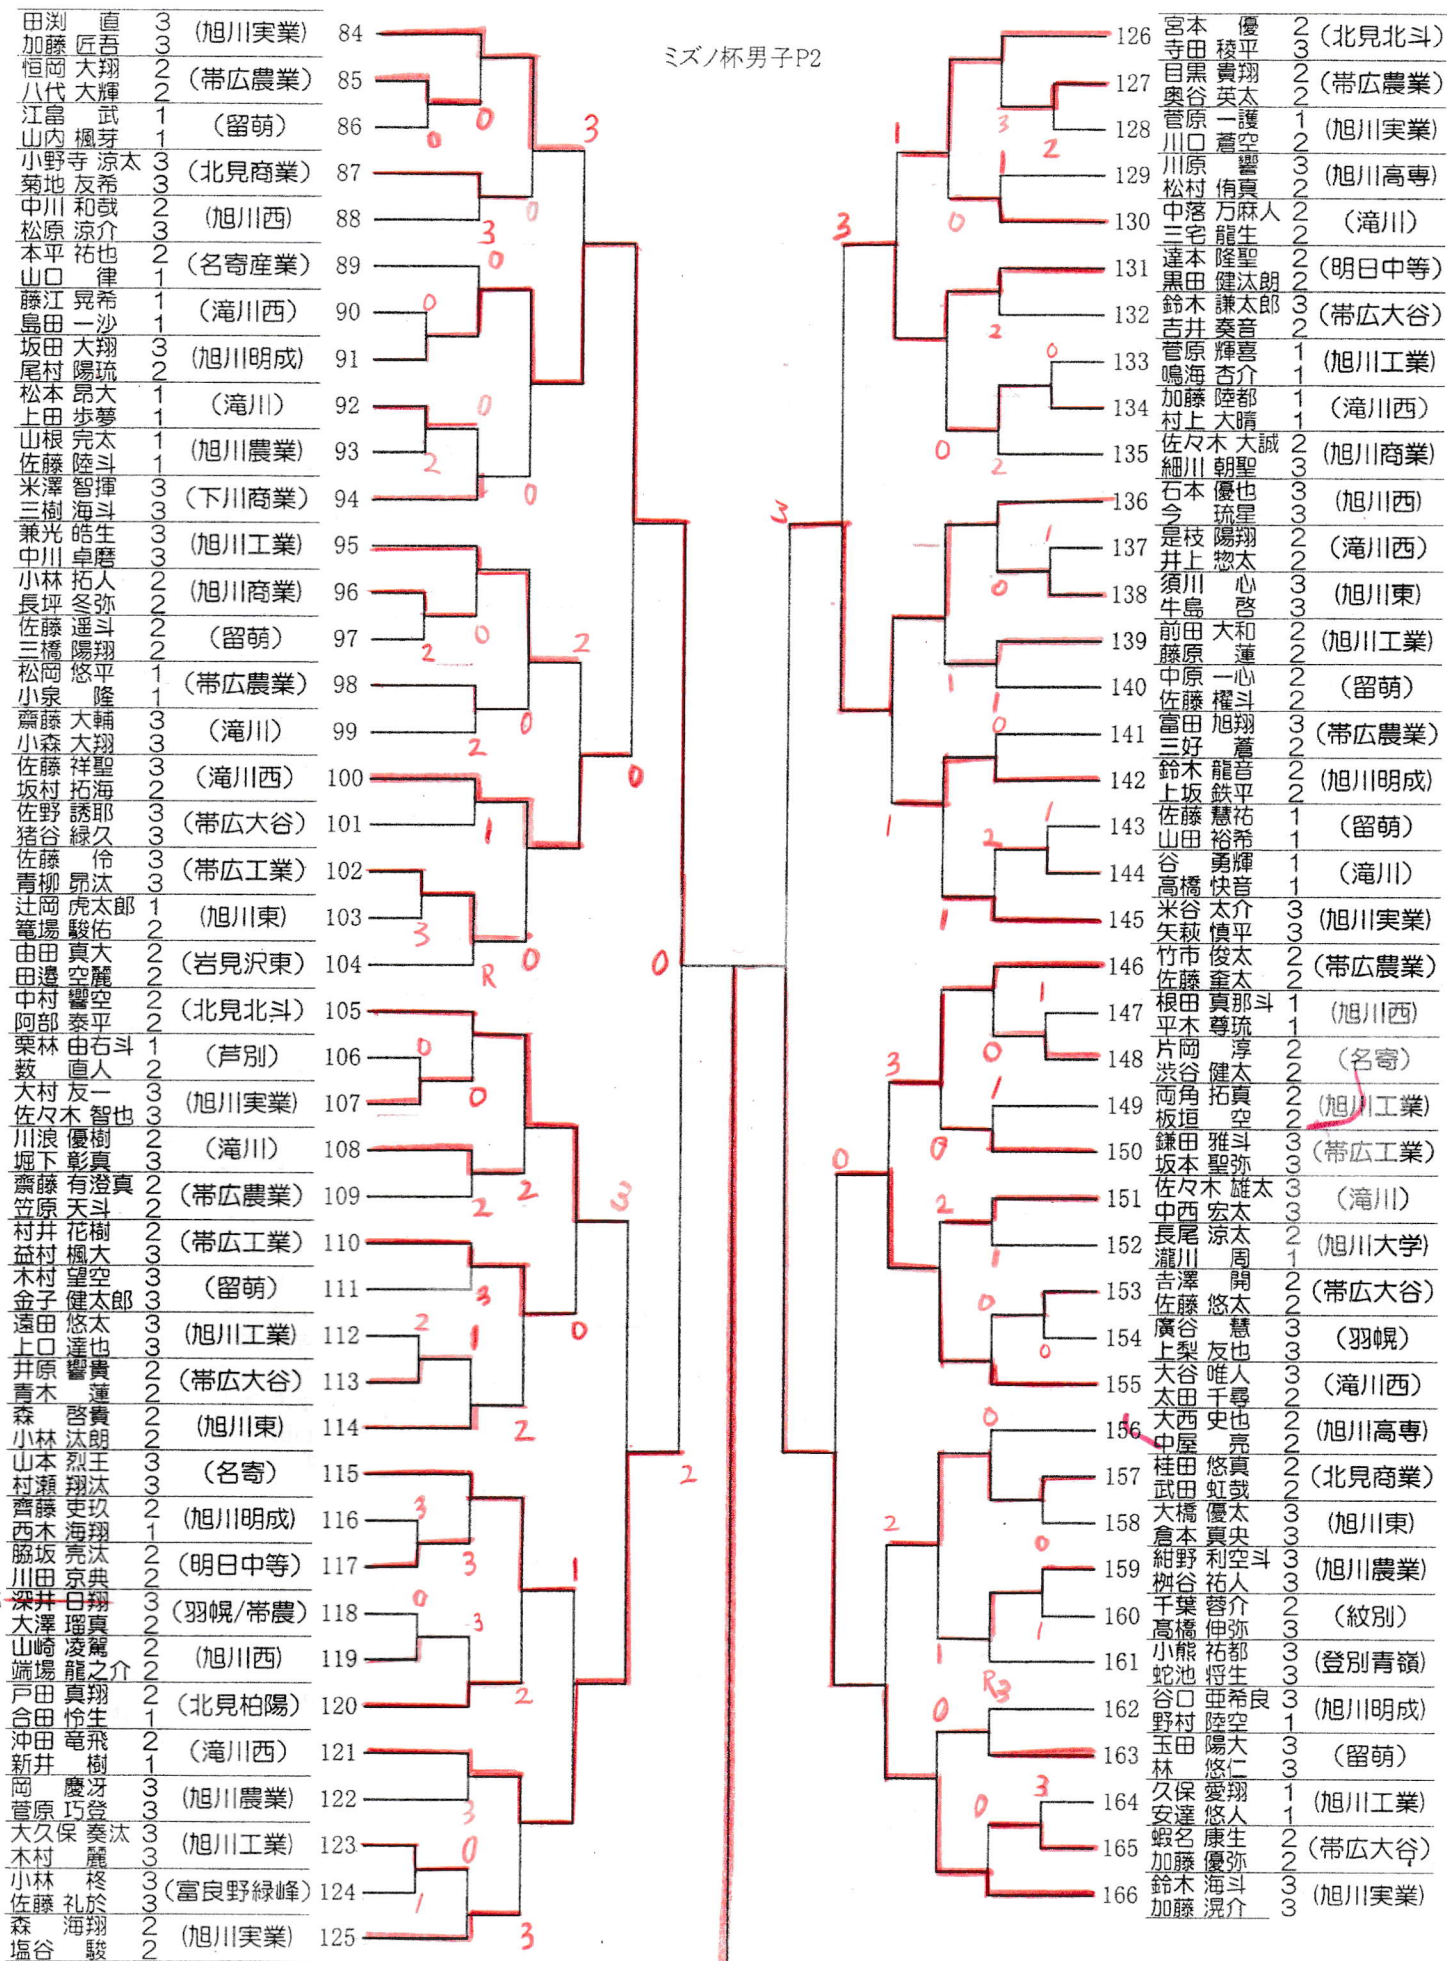 ミズノ杯男子P2
田渕 直 3 (旭川実業) 84
加藤 匠吾 3
恒岡 大翔 2 (帯広農業) 85
八代 大輝 2
江畠 武 1 (留萌) 86
山内 楓芽 1
小野寺 涼太 3 (北見商業) 87
菊地 友希 3
中川 和哉 2 (旭川西) 88
松原 涼介 3
本平 祐也 2 (名寄産業) 89
山口 律 1
藤江 晃希 1 (滝川西) 90
島田 一沙 1
坂田 大翔 3 (旭川明成) 91
尾村 陽琉 2
松本 昂大 1 (滝川) 92
上田 歩夢 1
山根 完太 1 (旭川農業) 93
佐藤 陸斗 1
米澤 智揮 3 (下川商業) 94
三樹 海斗 3
兼光 皓生 3 (旭川工業) 95
中川 卓磨 3
小林 拓人 2 (旭川商業) 96
長坪 冬弥 2
佐藤 遥斗 2 (留萌) 97
三橋 陽翔 2
松岡 悠平 1 (帯広農業) 98
小泉 隆 1
齋藤 大輔 3 (滝川) 99
小森 大翔 3
佐藤 祥聖 3 (滝川西) 100
坂村 拓海 2
佐野 誘耶 3 (帯広大谷) 101
猪谷 緑久 3
佐藤 伶 3 (帯広工業) 102
青柳 昴汰 3
辻岡 虎太郎 1 (旭川東) 103
篭場 駿佑 2
由田 真大 2 (岩見沢東) 104
田邉 空麗 2
中村 響空 2 (北見北斗) 105
阿部 泰平 2
栗林 由右斗 1 (芦別) 106
薮 直人 2
大村 友一 3 (旭川実業) 107
佐々木 智也 3
川浪 優樹 2 (滝川) 108
堀下 彰真 3
齋藤 有澄真 2 (帯広農業) 109
笠原 天斗 2
村井 花樹 2 (帯広工業) 110
益村 楓大 3
木村 望空 3 (留萌) 111
金子 健太郎 3
遠田 悠太 3 (旭川工業) 112
上口 達也 3
井原 響貴 2 (帯広大谷) 113
青木 蓮 2
森 啓貴 2 (旭川東) 114
小林 汰朗 2
山本 烈王 3 (名寄) 115
村瀬 翔汰 3
齊藤 吏玖 2 (旭川明成) 116
西木 海翔 1
脇坂 亮汰 2 (明日中等) 117
川田 京典 2
深井 日翔 3 (羽幌/帯農) 118
大澤 瑠真 2
山崎 凌駕 2 (旭川西) 119
端場 龍之介 2
戸田 真翔 2 (北見柏陽) 120
合田 怜生 1
沖田 竜飛 2 (滝川西) 121
新井 樹 1
岡 慶冴 3 (旭川農業) 122
菅原 巧登 3
大久保 奏汰 3 (旭川工業) 123
木村 麗 3
小林 柊 3 (富良野緑峰) 124
佐藤 礼於 3
森 海翔 2 (旭川実業) 125
塩谷 駿 2
126 宮本 優 2 (北見北斗)
寺田 稜平 3
127 目黒 貴翔 2 (帯広農業)
奥谷 英太 2
128 菅原 一護 1 (旭川実業)
川口 蒼空 2
129 川原 響 3 (旭川高専)
松村 侑真 2
130 中落 万麻人 2 (滝川)
三宅 龍生 2
131 達本 隆聖 2 (明日中等)
黒田 健汰朗 2
132 鈴木 謙太郎 3 (帯広大谷)
吉井 奏音 2
133 菅原 輝喜 1 (旭川工業)
鳴海 杏介 1
134 加藤 陸都 1 (滝川西)
村上 大晴 1
135 佐々木 大誠 2 (旭川商業)
細川 朝聖 3
136 石本 優也 3 (旭川西)
今 琉星 3
137 是枝 陽翔 2 (滝川西)
井上 惣太 2
138 須川 心 3 (旭川東)
牛島 啓 3
139 前田 大和 2 (旭川工業)
藤原 蓮 2
140 中原 一心 2 (留萌)
佐藤 櫂斗 2
141 富田 旭翔 3 (帯広農業)
三好 蒼 2
142 鈴木 龍音 2 (旭川明成)
上坂 鉄平 2
143 佐藤 慧祐 1 (留萌)
山田 裕希 1
144 谷 勇輝 1 (滝川)
高橋 快音 1
145 米谷 太介 3 (旭川実業)
矢萩 慎平 3
146 竹市 俊太 2 (帯広農業)
佐藤 奎太 2
147 根田 真那斗 1 (旭川西)
平木 尊琉 1
148 片岡 淳 2 (名寄)
渋谷 健太 2
149 両角 拓真 2 (旭川工業)
板垣 空 2
150 鎌田 雅斗 3 (帯広工業)
坂本 聖弥 3
151 佐々木 雄太 3 (滝川)
中西 宏太 3
152 長尾 涼太 2 (旭川大学)
瀧川 周 1
153 吉澤 開 2 (帯広大谷)
佐藤 悠太 2
154 廣谷 慧 3 (羽幌)
上梨 友也 3
155 大谷 唯人 3 (滝川西)
太田 千尋 2
156 大西 史也 2 (旭川高専)
中屋 亮 2
157 桂田 悠真 2 (北見商業)
武田 虹哉 2
158 大橋 優太 3 (旭川東)
倉本 真央 3
159 紺野 利空斗 3 (旭川農業)
桝谷 祐人 3
160 千葉 蓉介 2 (紋別)
髙橋 伸弥 3
161 小熊 祐都 3 (登別青嶺)
蛇池 将生 3
162 谷口 亜希良 3 (旭川明成)
野村 陸空 1
163 玉田 陽大 3 (留萌)
林 悠仁 3
164 久保 愛翔 1 (旭川工業)
安達 悠人 1
165 蝦名 康生 2 (帯広大谷)
加藤 優弥 2
166 鈴木 海斗 3 (旭川実業)
加藤 滉介 3